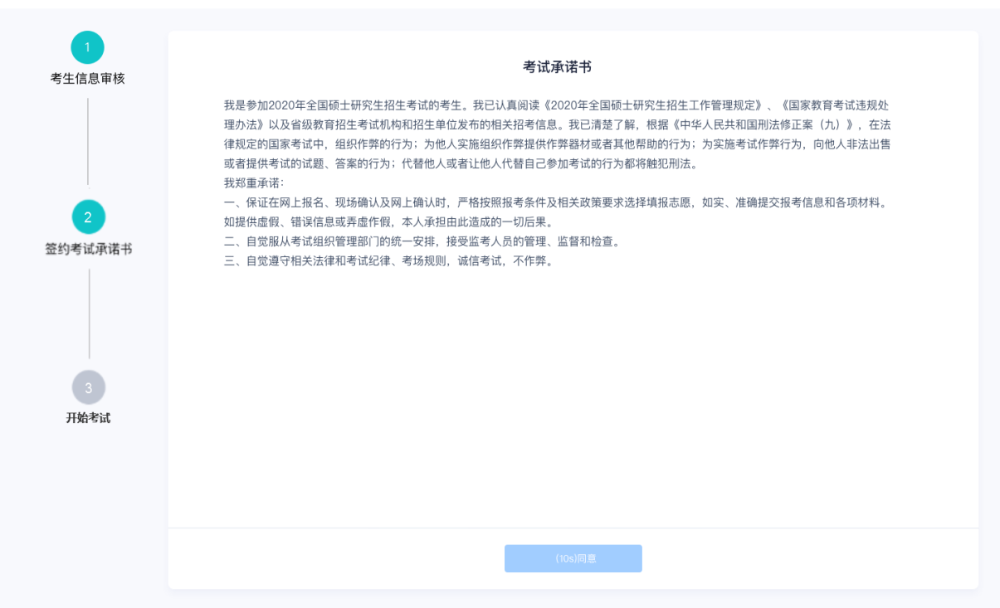 1
考生信息审核
2
签约考试承诺书
3
开始考试
考试承诺书
我是参加2020年全国硕士研究生招生考试的考生。我已认真阅读《2020年全国硕士研究生招生工作管理规定》、《国家教育考试违规处
理办法》以及省级教育招生考试机构和招生单位发布的相关招考信息。我已清楚了解，根据《中华人民共和国刑法修正案（九）》，在法
律规定的国家考试中，组织作弊的行为；为他人实施组织作弊提供作弊器材或者其他帮助的行为；为实施考试作弊行为，向他人非法出售
或者提供考试的试题、答案的行为；代替他人或者让他人代替自己参加考试的行为都将触犯刑法。
我郑重承诺：
一、保证在网上报名、现场确认及网上确认时，严格按照报考条件及相关政策要求选择填报志愿，如实、准确提交报考信息和各项材料。
如提供虚假、错误信息或弄虚作假，本人承担由此造成的一切后果。
二、自觉服从考试组织管理部门的统一安排，接受监考人员的管理、监督和检查。
三、自觉遵守相关法律和考试纪律、考场规则，诚信考试，不作弊。
(10s)同意